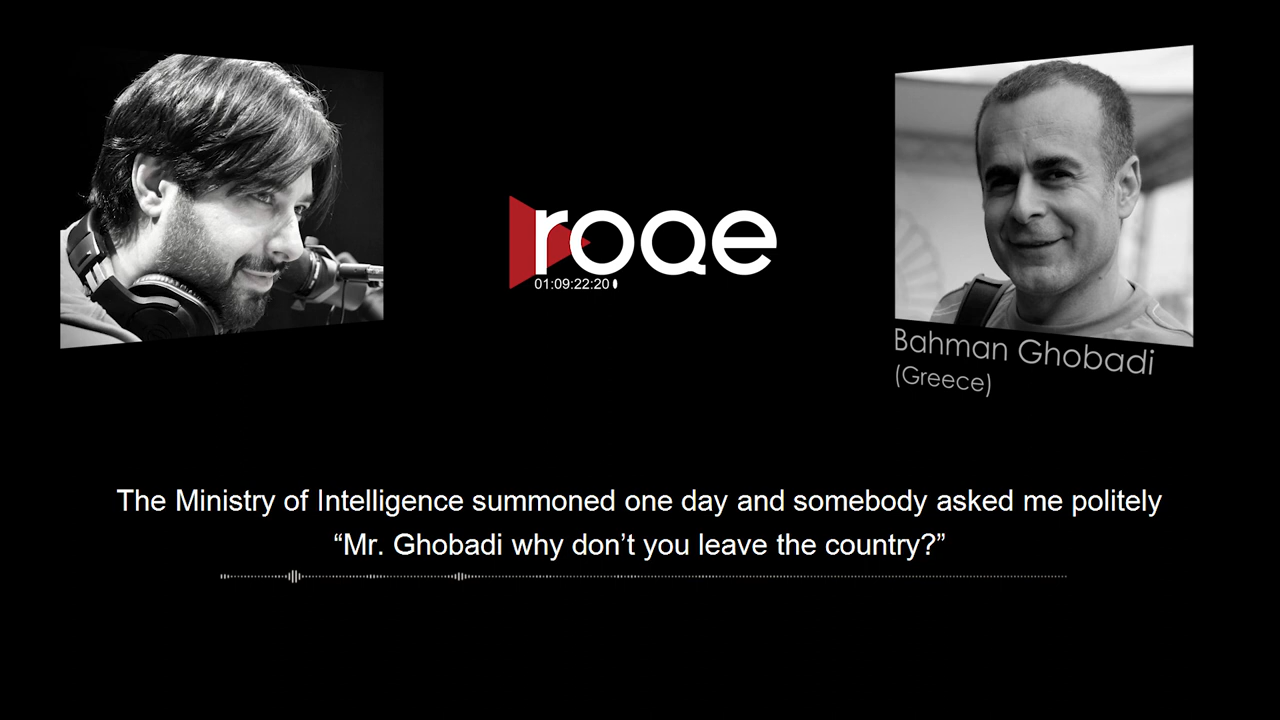 roqe
01:09:22:20
Bahman Ghobadi
(Greece)
The Ministry of Intelligence summoned one day and somebody asked me politely
“Mr. Ghobadi why don’t you leave the country?”